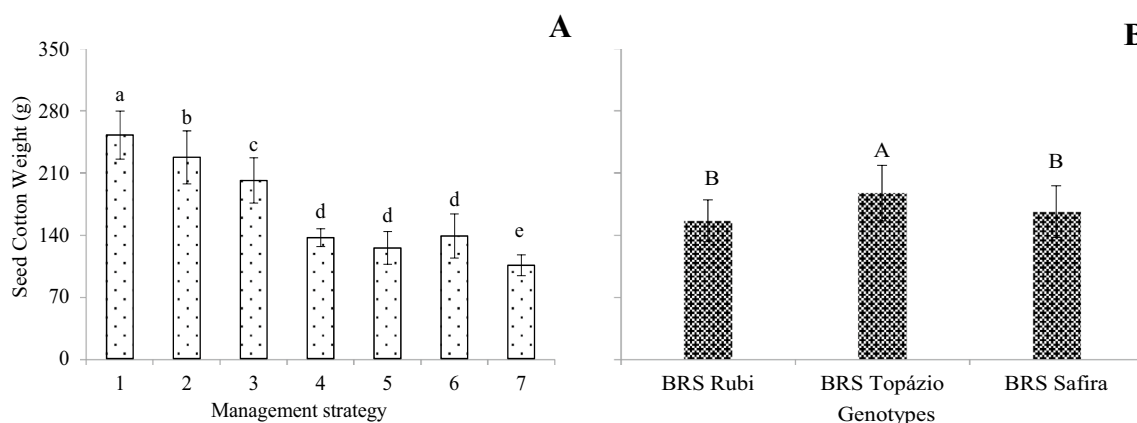 A
B
Seed Cotton Weight (g)
350
280
210
140
70
0
a
b
c
d
d
d
e
1 2 3 4 5 6 7
Management strategy
B
A
B
BRS Rubi BRS Topázio BRS Safira
Genotypes